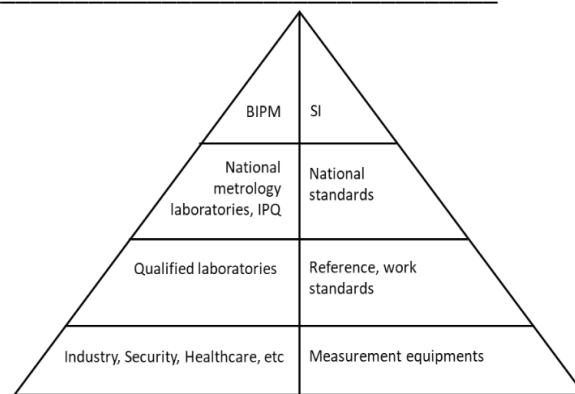 BIPM
SI
National
metrology
laboratories, IPQ
National
standards
Qualified laboratories
Reference, work
standards
Industry, Security, Healthcare, etc
Measurement equipments